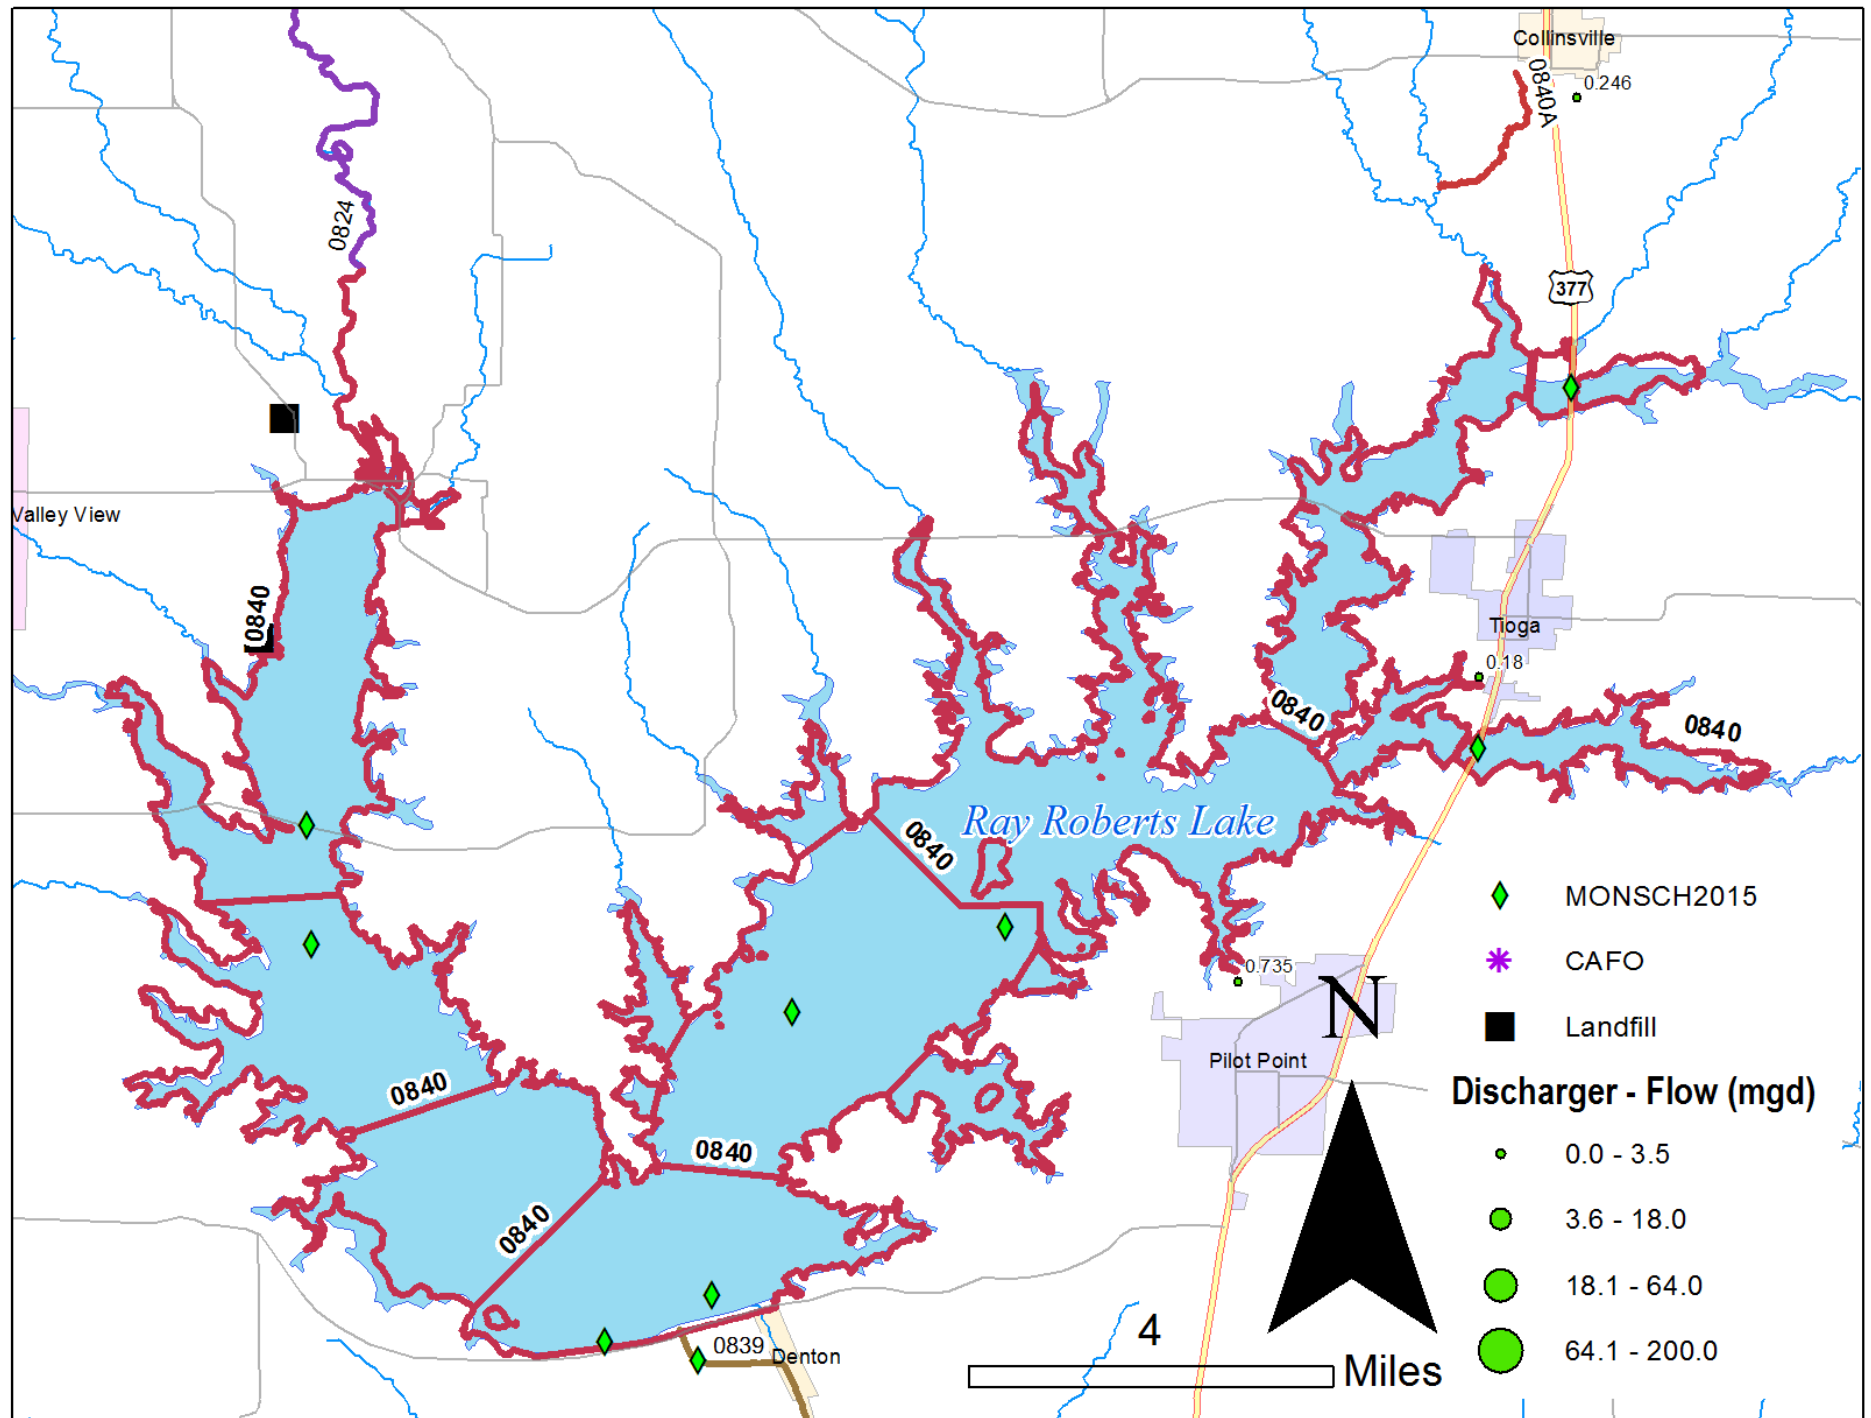 Collinsville
0.246
0840A
0824
377
Valley View
0840
Tioga
0.18
0840
0840
Ray Roberts Lake
0840
MONSCH2015
CAFO
0.735
Landfill
N
Pilot Point
0840
Discharger - Flow (mgd)
0840
0.0 - 3.5
0840
3.6 - 18.0
18.1 - 64.0
4
0839
Denton
64.1 - 200.0
Miles